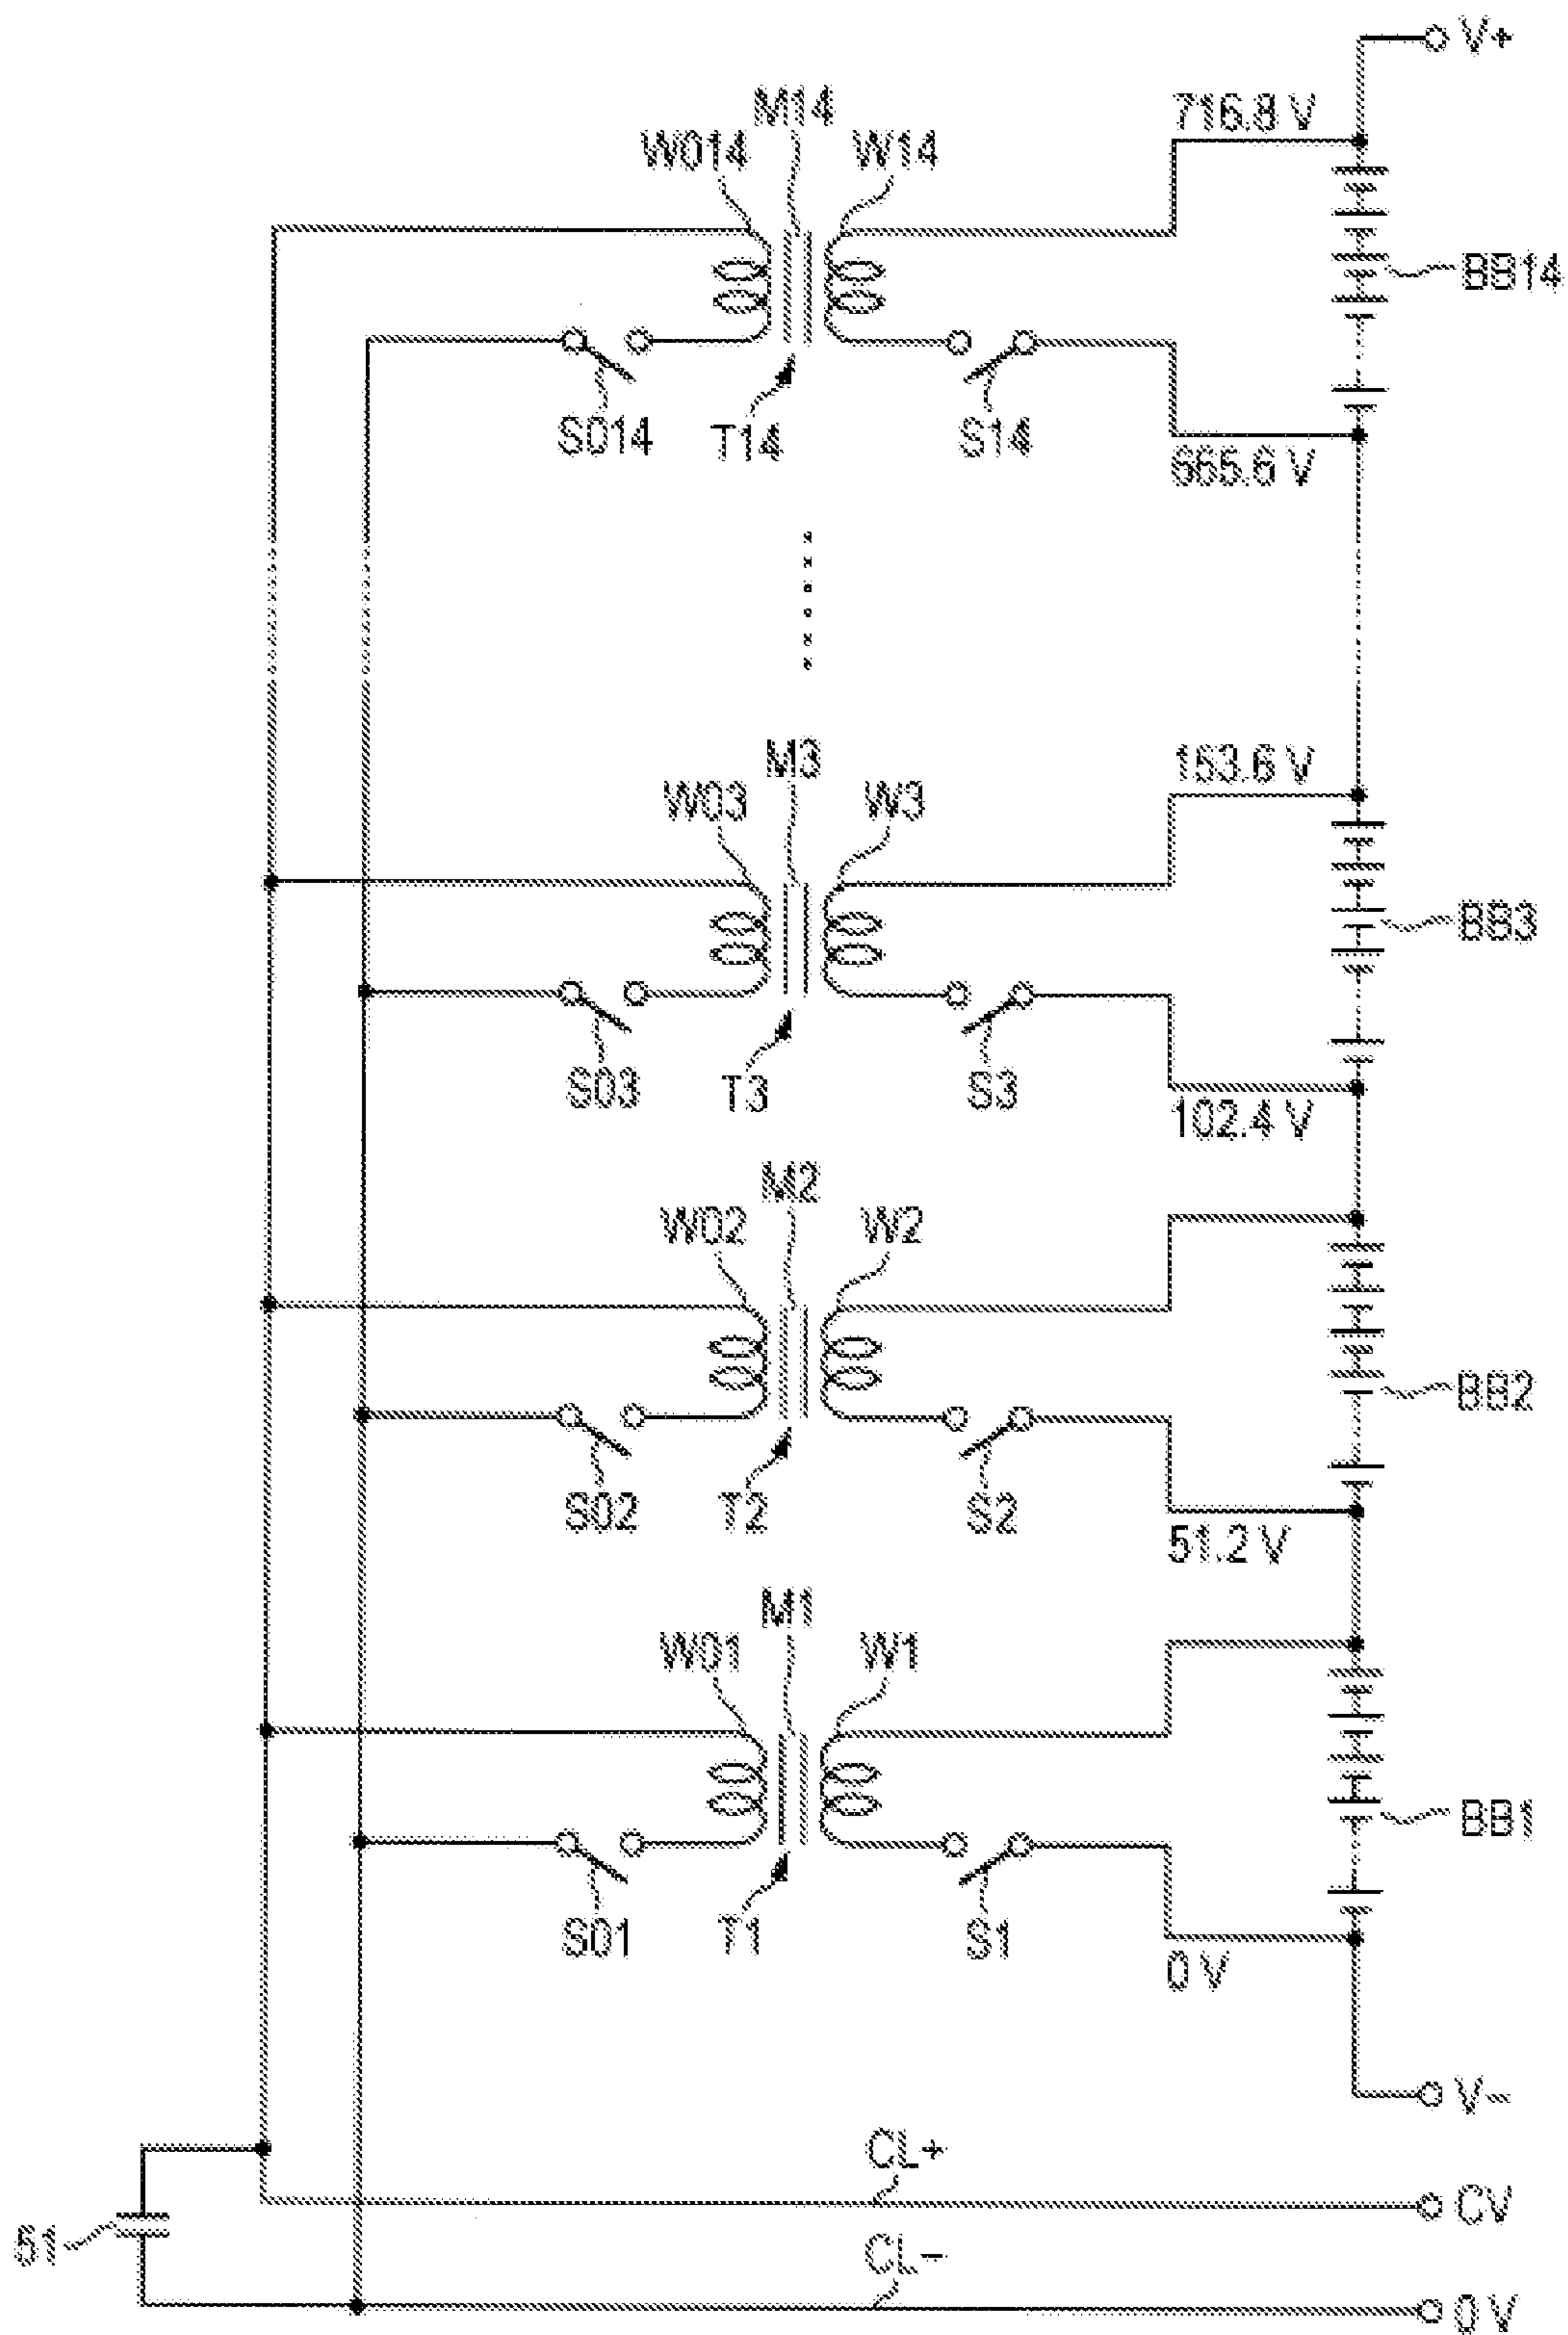 V+
716.8 V
M14
W014 W14
BB14
S014 T14 S14
665.6 V
153.6 V
M3
W03 W3
BB3
S03 T3 S3
102.4 V
M2
W02 W2
BB2
S02 T2 S2
51.2 V
M1
W01 W1
BB1
S01 T1 S1
0 V
V-
CL+
CV
51
CL-
0 V